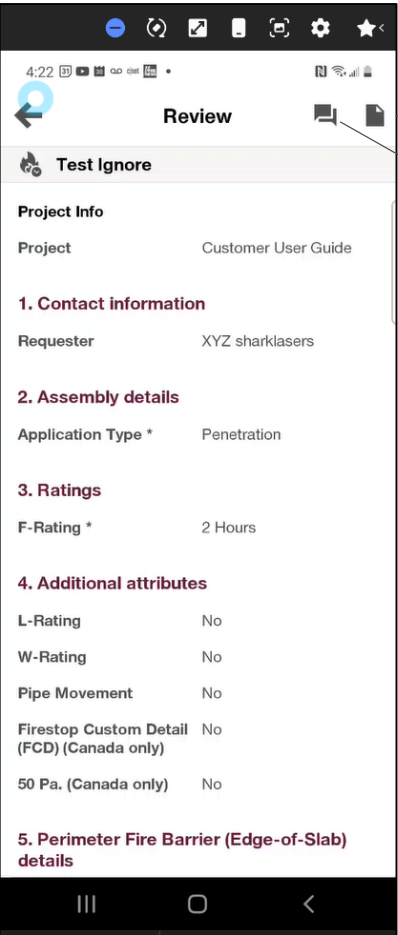 4:22 31
Review
Test Ignore
Project Info
Project Customer User Guide
1. Contact information
Requester XYZ sharklasers
2. Assembly details
Application Type * Penetration
3. Ratings
F-Rating * 2 Hours
4. Additional attributes
L-Rating No
W-Rating No
Pipe Movement No
Firestop Custom Detail No
(FCD) (Canada only)
50 Pa. (Canada only) No
5. Perimeter Fire Barrier (Edge-of-Slab)
details